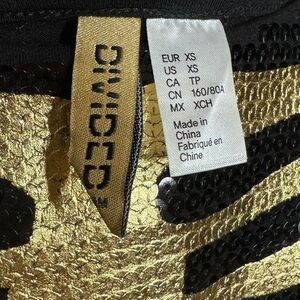 DIVIDED
EUR XS
US XS
CA TP
CN 160/80A
MX XCH
Made in
China
Fabriqué en
Chine